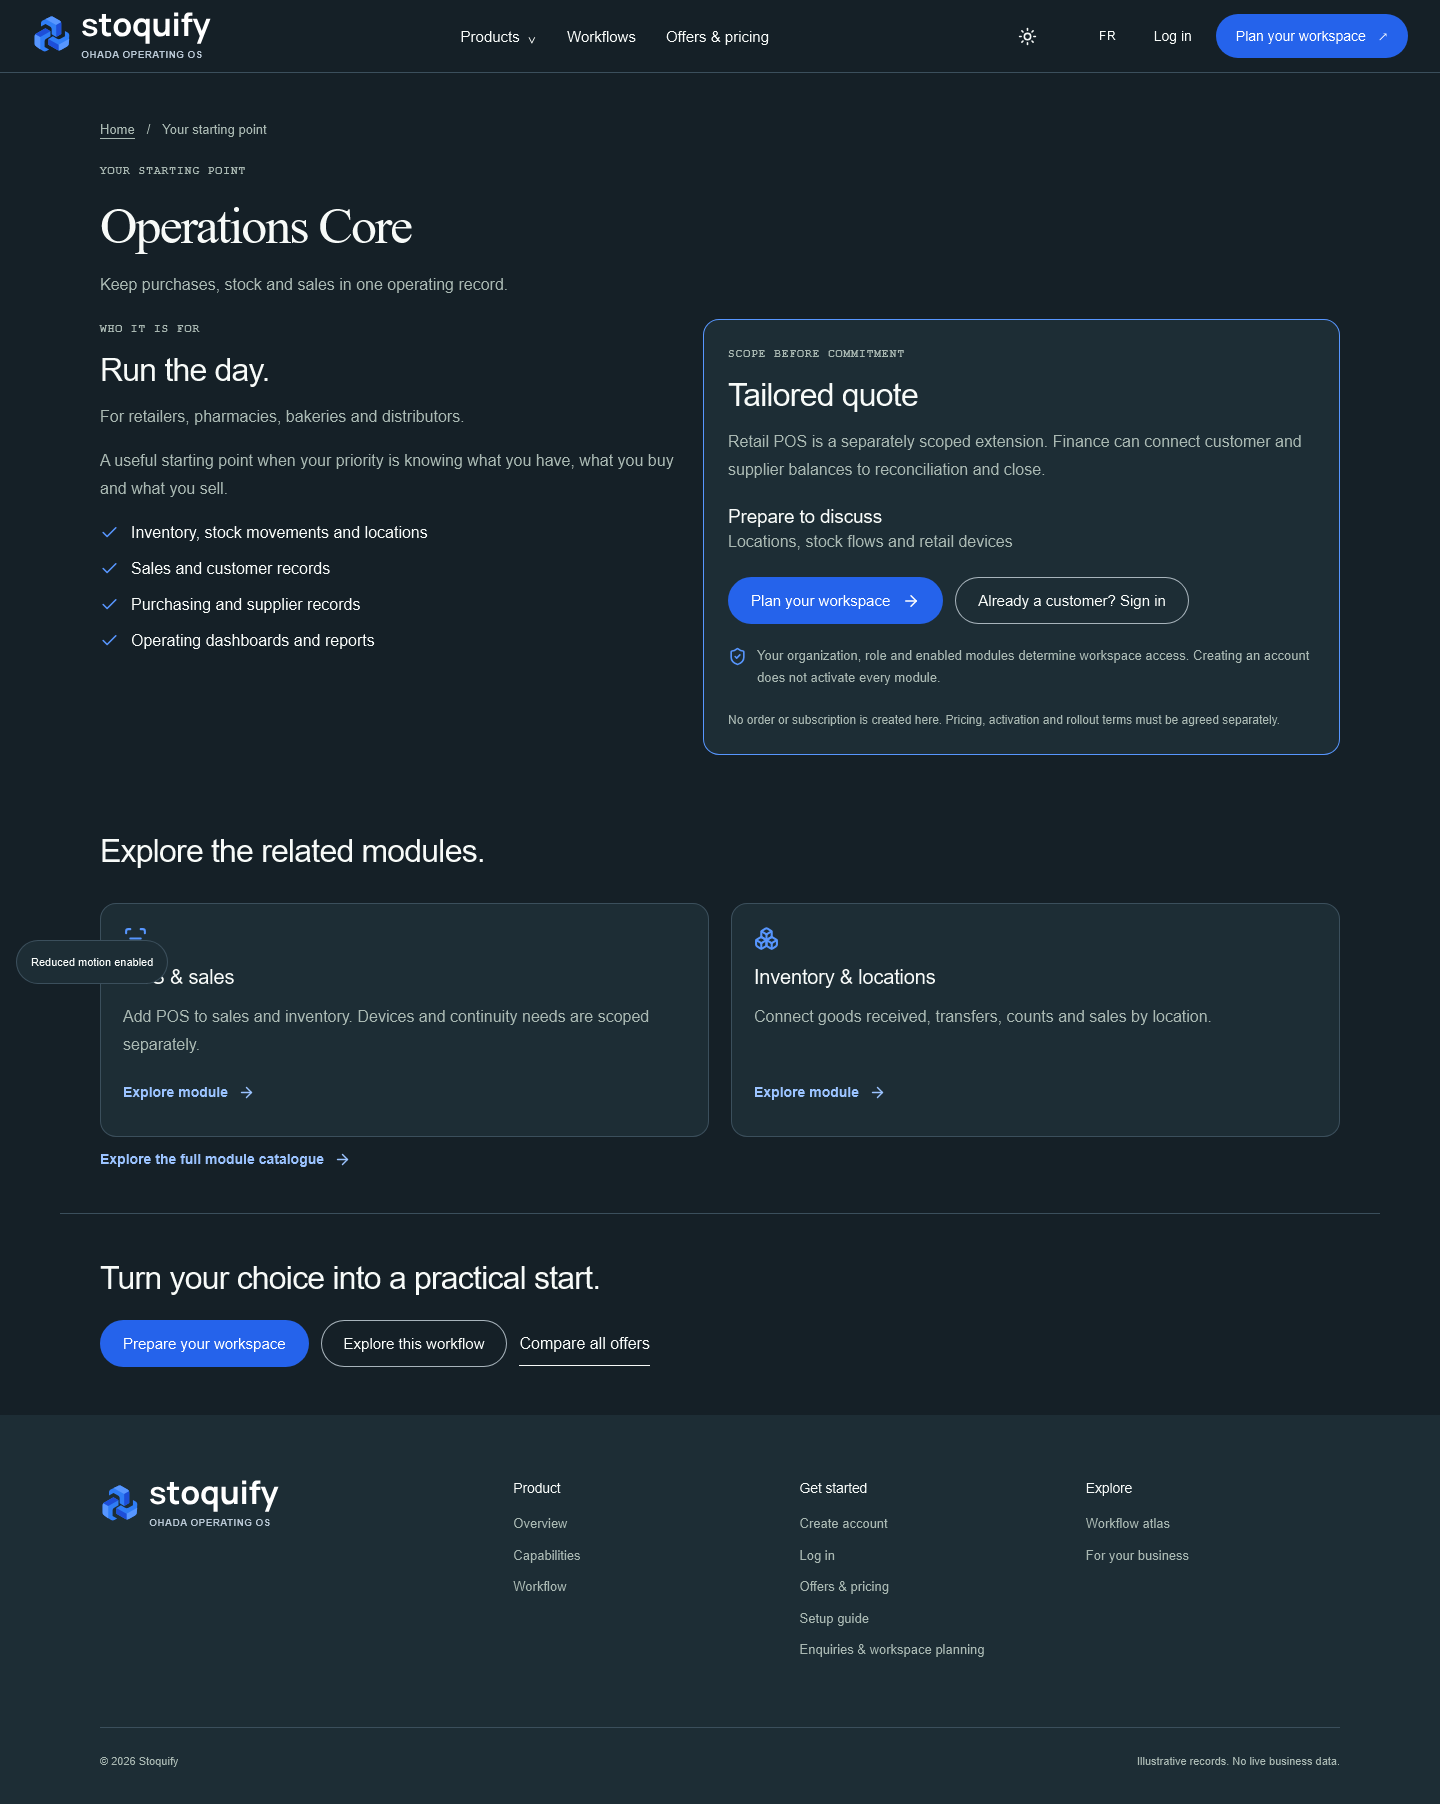 stoquify
OHADA OPERATING OS
Products
Workflows
Offers & pricing
FR
Log in
Plan your workspace
Home / Your starting point
YOUR STARTING POINT
Operations Core
Keep purchases, stock and sales in one operating record.
WHO IT IS FOR
Run the day.
For retailers, pharmacies, bakeries and distributors.
A useful starting point when your priority is knowing what you have, what you buy
and what you sell.
Inventory, stock movements and locations
Sales and customer records
Purchasing and supplier records
Operating dashboards and reports
SCOPE BEFORE COMMITMENT
Tailored quote
Retail POS is a separately scoped extension. Finance can connect customer and
supplier balances to reconciliation and close.
Prepare to discuss
Locations, stock flows and retail devices
Plan your workspace
Already a customer? Sign in
Your organization, role and enabled modules determine workspace access. Creating an account
does not activate every module.
No order or subscription is created here. Pricing, activation and rollout terms must be agreed separately.
Explore the related modules.
Reduced motion enabled
& sales
Add POS to sales and inventory. Devices and continuity needs are scoped
separately.
Explore module
Inventory & locations
Connect goods received, transfers, counts and sales by location.
Explore module
Explore the full module catalogue
Turn your choice into a practical start.
Prepare your workspace
Explore this workflow
Compare all offers
stoquify
OHADA OPERATING OS
Product
Overview
Capabilities
Workflow
Get started
Create account
Log in
Offers & pricing
Setup guide
Enquiries & workspace planning
Explore
Workflow atlas
For your business
© 2026 Stoquify
Illustrative records. No live business data.